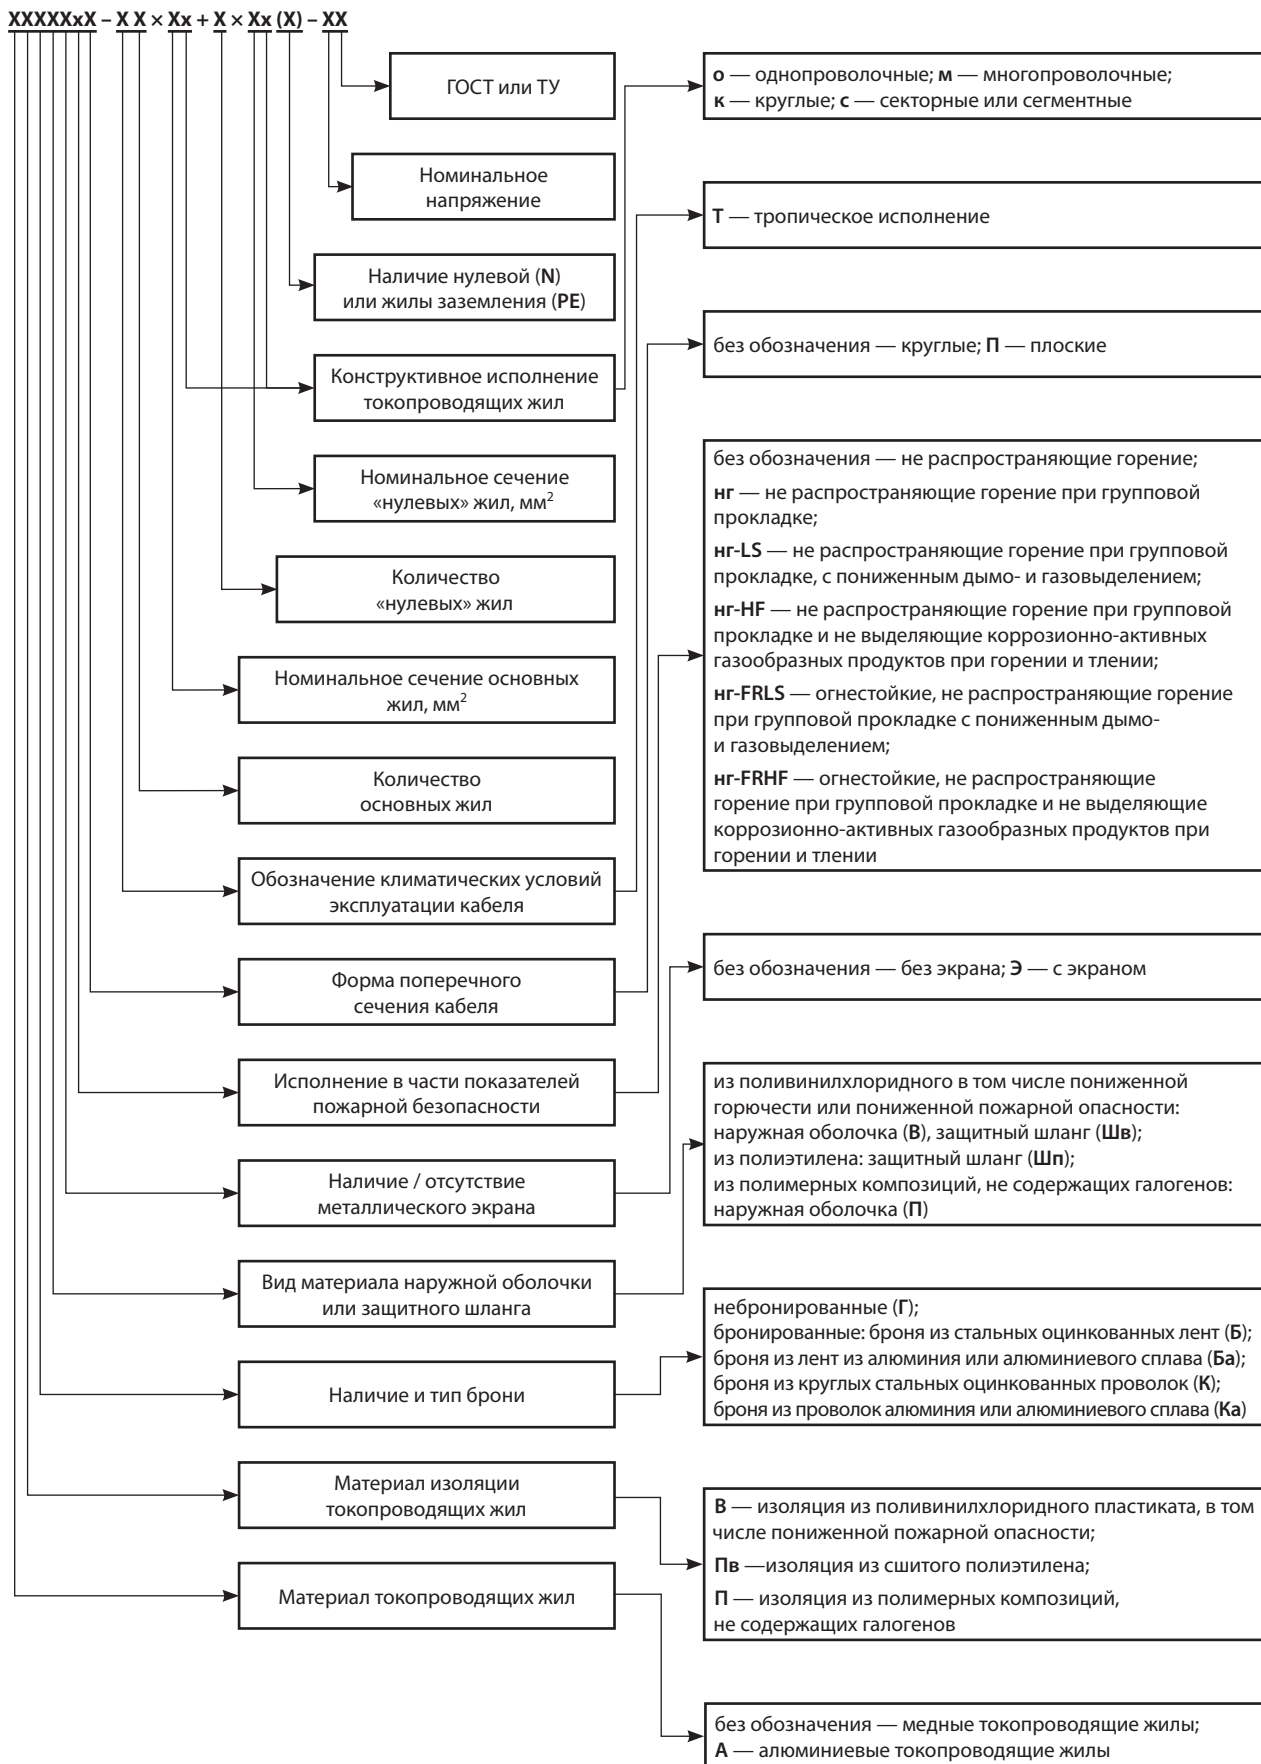 XXXXXxX – X X × Xx + X × Xx (X) – XX
ГОСТ или ТУ
Номинальное
напряжение
Наличие нулевой (N)
или жилы заземления (PE)
Конструктивное исполнение
токопроводящих жил
Номинальное сечение
«нулевых» жил, мм²
Количество
«нулевых» жил
Номинальное сечение основных
жил, мм²
Количество
основных жил
Обозначение климатических условий
эксплуатации кабеля
Форма поперечного
сечения кабеля
Исполнение в части показателей
пожарной безопасности
Наличие / отсутствие
металлического экрана
Вид материала наружной оболочки
или защитного шланга
Наличие и тип брони
Материал изоляции
токопроводящих жил
Материал токопроводящих жил
о — однопроволочные; м — многопроволочные;
к — круглые; с — секторные или сегментные
Т — тропическое исполнение
без обозначения — круглые; П — плоские
без обозначения — не распространяющие горение;
нг — не распространяющие горение при групповой
прокладке;
нг-LS — не распространяющие горение при групповой
прокладке, с пониженным дымо- и газовыделением;
нг-HF — не распространяющие горение при групповой
прокладке и не выделяющие коррозионно-активных
газообразных продуктов при горении и тлении;
нг-FRLS — огнестойкие, не распространяющие горение
при групповой прокладке с пониженным дымо-
и газовыделением;
нг-FRHF — огнестойкие, не распространяющие
горение при групповой прокладке и не выделяющие
коррозионно-активных газообразных продуктов при
горении и тлении
без обозначения — без экрана; Э — с экраном
из поливинилхлоридного в том числе пониженной
горючести или пониженной пожарной опасности:
наружная оболочка (В), защитный шланг (Шв);
из полиэтилена: защитный шланг (Шп);
из полимерных композиций, не содержащих галогенов:
наружная оболочка (П)
небронированные (Г);
бронированные: броня из стальных оцинкованных лент (Б);
броня из лент из алюминия или алюминиевого сплава (Ба);
броня из круглых стальных оцинкованных проволок (К);
броня из проволок алюминия или алюминиевого сплава (Ка)
В — изоляция из поливинилхлоридного пластиката, в том
числе пониженной пожарной опасности;
Пв —изоляция из сшитого полиэтилена;
П — изоляция из полимерных композиций,
не содержащих галогенов
без обозначения — медные токопроводящие жилы;
А — алюминиевые токопроводящие жилы